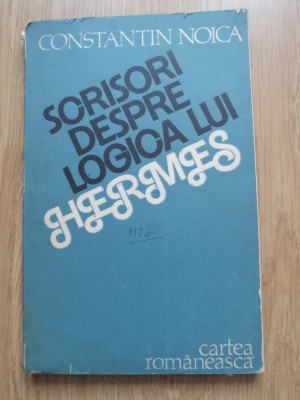 CONSTANTIN NOICA
SCRISORI
DESPRE
LOGICA LUI
HERMES
cartea
românească